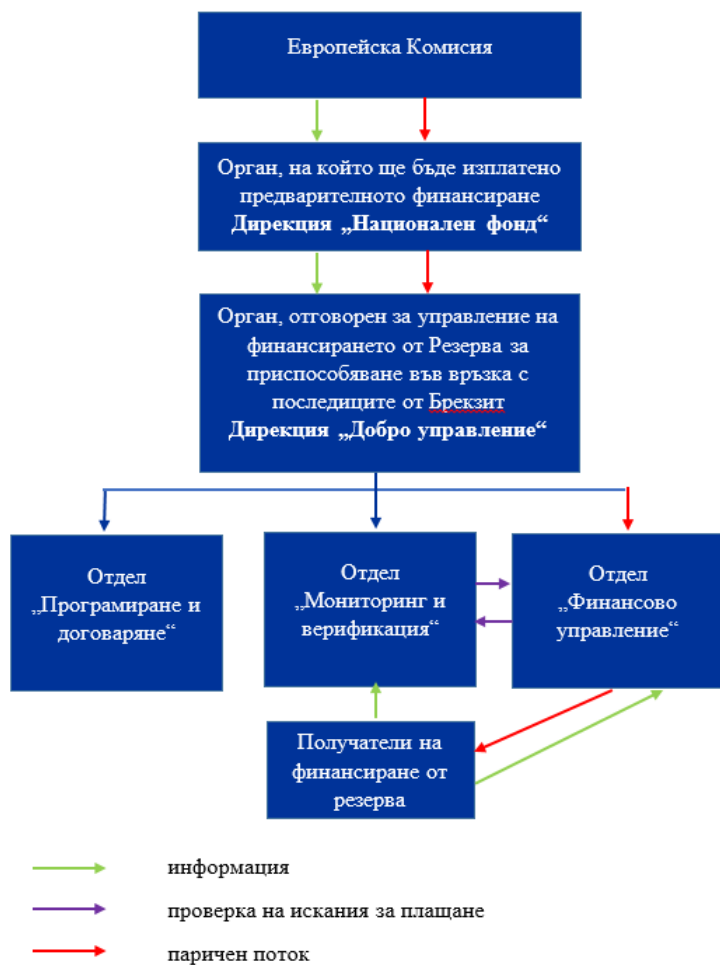 Европейска Комисия
Орган, на който ще бъде изплатено
предварителното финансиране
Дирекция „Национален фонд“
Орган, отговорен за управление на
финансирането от Резерва за
приспособяване във връзка с
последиците от Брекзит
Дирекция „Добро управление“
Отдел
„Програмиране и
договаряне“
Отдел
„Мониторинг и
верификация“
Отдел
„Финансово
управление“
Получатели на
финансиране от
резерва
информация
проверка на искания за плащане
паричен поток